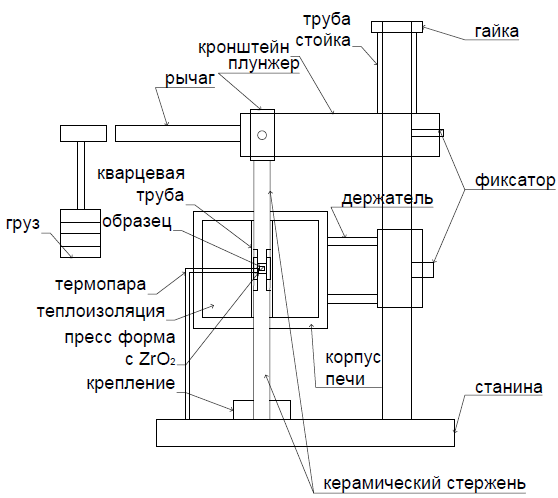 труба
стойка
гайка
кронштейн
плунжер
рычаг
кварцевая
труба
держатель
фиксатор
груз
образец
термопара
теплоизоляция
пресс форма
с ZrO₂
корпус
печи
крепление
станина
керамический стержень